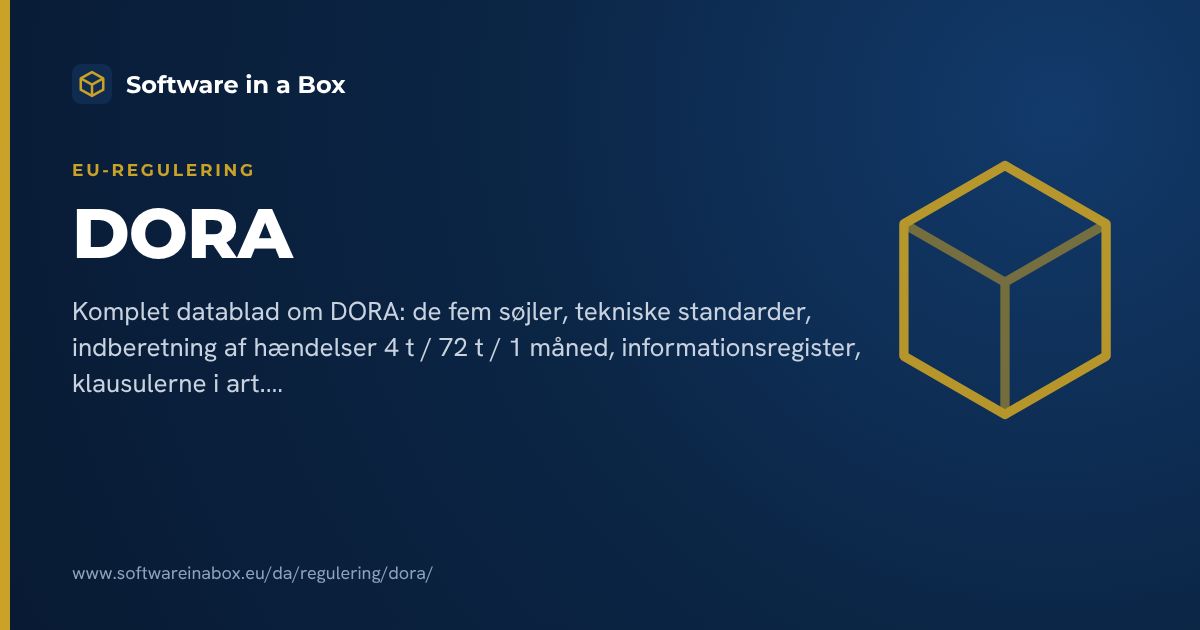 Software in a Box
EU-REGULERING
DORA
Komplet datablad om DORA: de fem søjler, tekniske standarder,
indberetning af hændelser 4 t / 72 t / 1 måned, informationsregister,
klausulerne i art.…
www.softwareinabox.eu/da/regulering/dora/